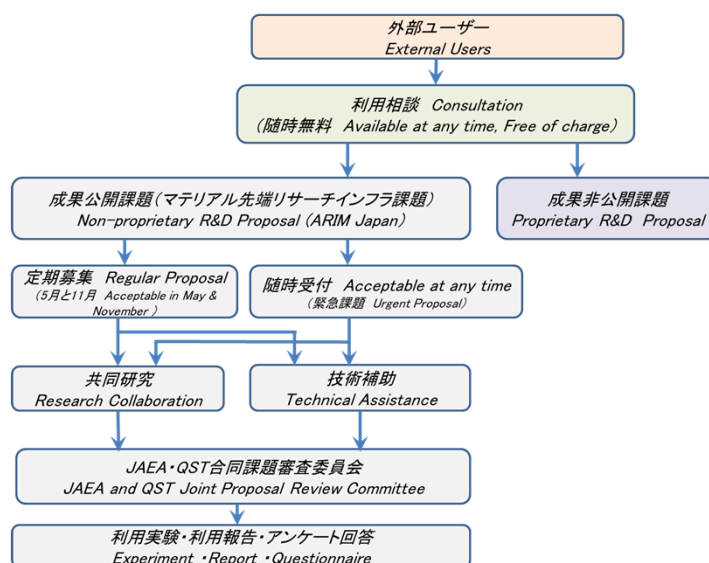 外部ユーザー
External Users
利用相談 Consultation
(随時無料 Available at any time, Free of charge)
成果公開課題(マテリアル先端リサーチインフラ課題)
Non-proprietary R&D Proposal (ARIM Japan)
成果非公開課題
Proprietary R&D Proposal
定期募集 Regular Proposal
(5月と11月 Acceptable in May &
November )
随時受付 Acceptable at any time
(緊急課題 Urgent Proposal)
共同研究
Research Collaboration
技術補助
Technical Assistance
JAEA・QST合同課題審査委員会
JAEA and QST Joint Proposal Review Committee
利用実験・利用報告・アンケート回答
Experiment ・Report ・Questionnaire